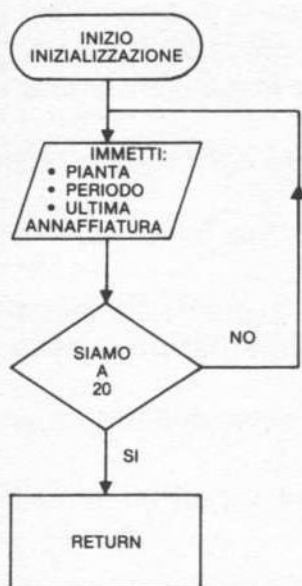 INIZIO
INIZIALIZZAZIONE
IMMETTI:
• PIANTA
• PERIODO
• ULTIMA
ANNAFFIATURA
SIAMO
A
20
NO
SI
RETURN